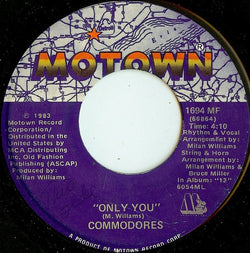 MOTOWN®
℗ 1983
Motown Record
Corporation/
Distributed in the
United States by
MCA Distributing
Inc. Old Fashion
Publishing (ASCAP)
Produced by:
Milan Williams
1694 MF
(66864)
Time: 4:10
Rhythm & Vocal
Arrangement by
Milan Williams
String & Horn
Arrangement by
Milan Williams &
Bruce Miller
In Album: "13"
6054ML
"ONLY YOU"
(M. Williams)
COMMODORES
A PRODUCT OF MOTOWN RECORD CORP.